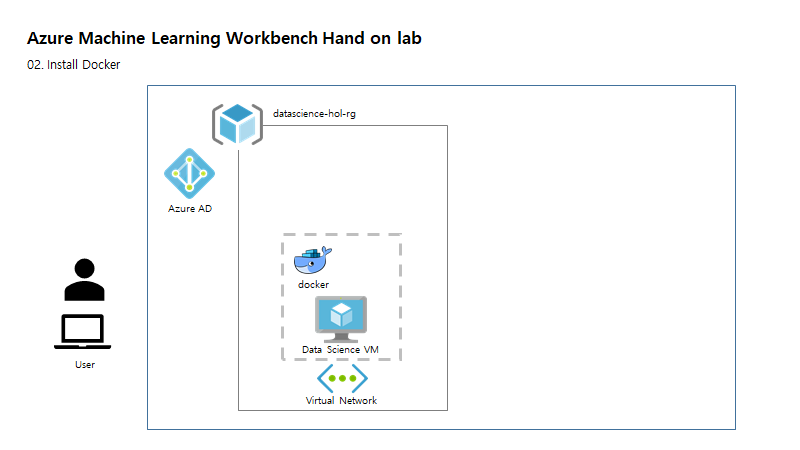 Azure Machine Learning Workbench Hand on lab
02. Install Docker
datascience-hol-rg
Azure AD
docker
Data Science VM
User
Virtual Network